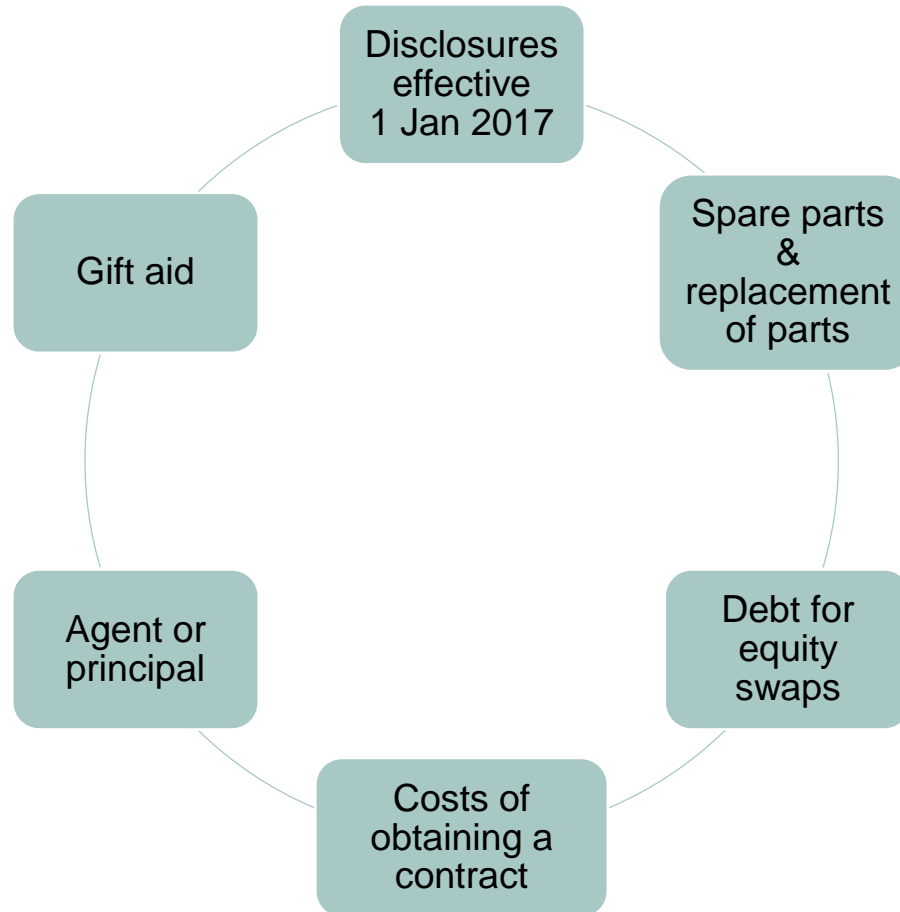 Disclosures
effective
1 Jan 2017
Spare parts
&
replacement
of parts
Debt for
equity
swaps
Costs of
obtaining a
contract
Agent or
principal
Gift aid